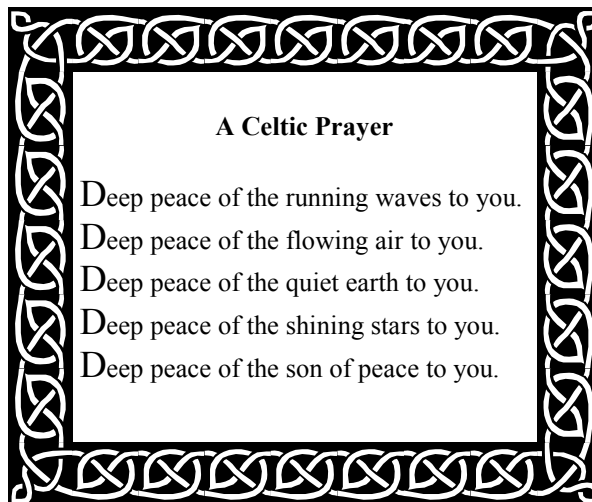 A Celtic Prayer
Deep peace of the running waves to you.
Deep peace of the flowing air to you.
Deep peace of the quiet earth to you.
Deep peace of the shining stars to you.
Deep peace of the son of peace to you.